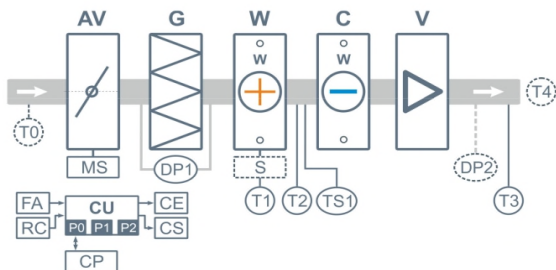 AV G W C V
w w
T0 T4
MS DP1 S DP2
T1 T2 TS1 T3
FA CU CE
RC P0 P1 P2 CS
CP